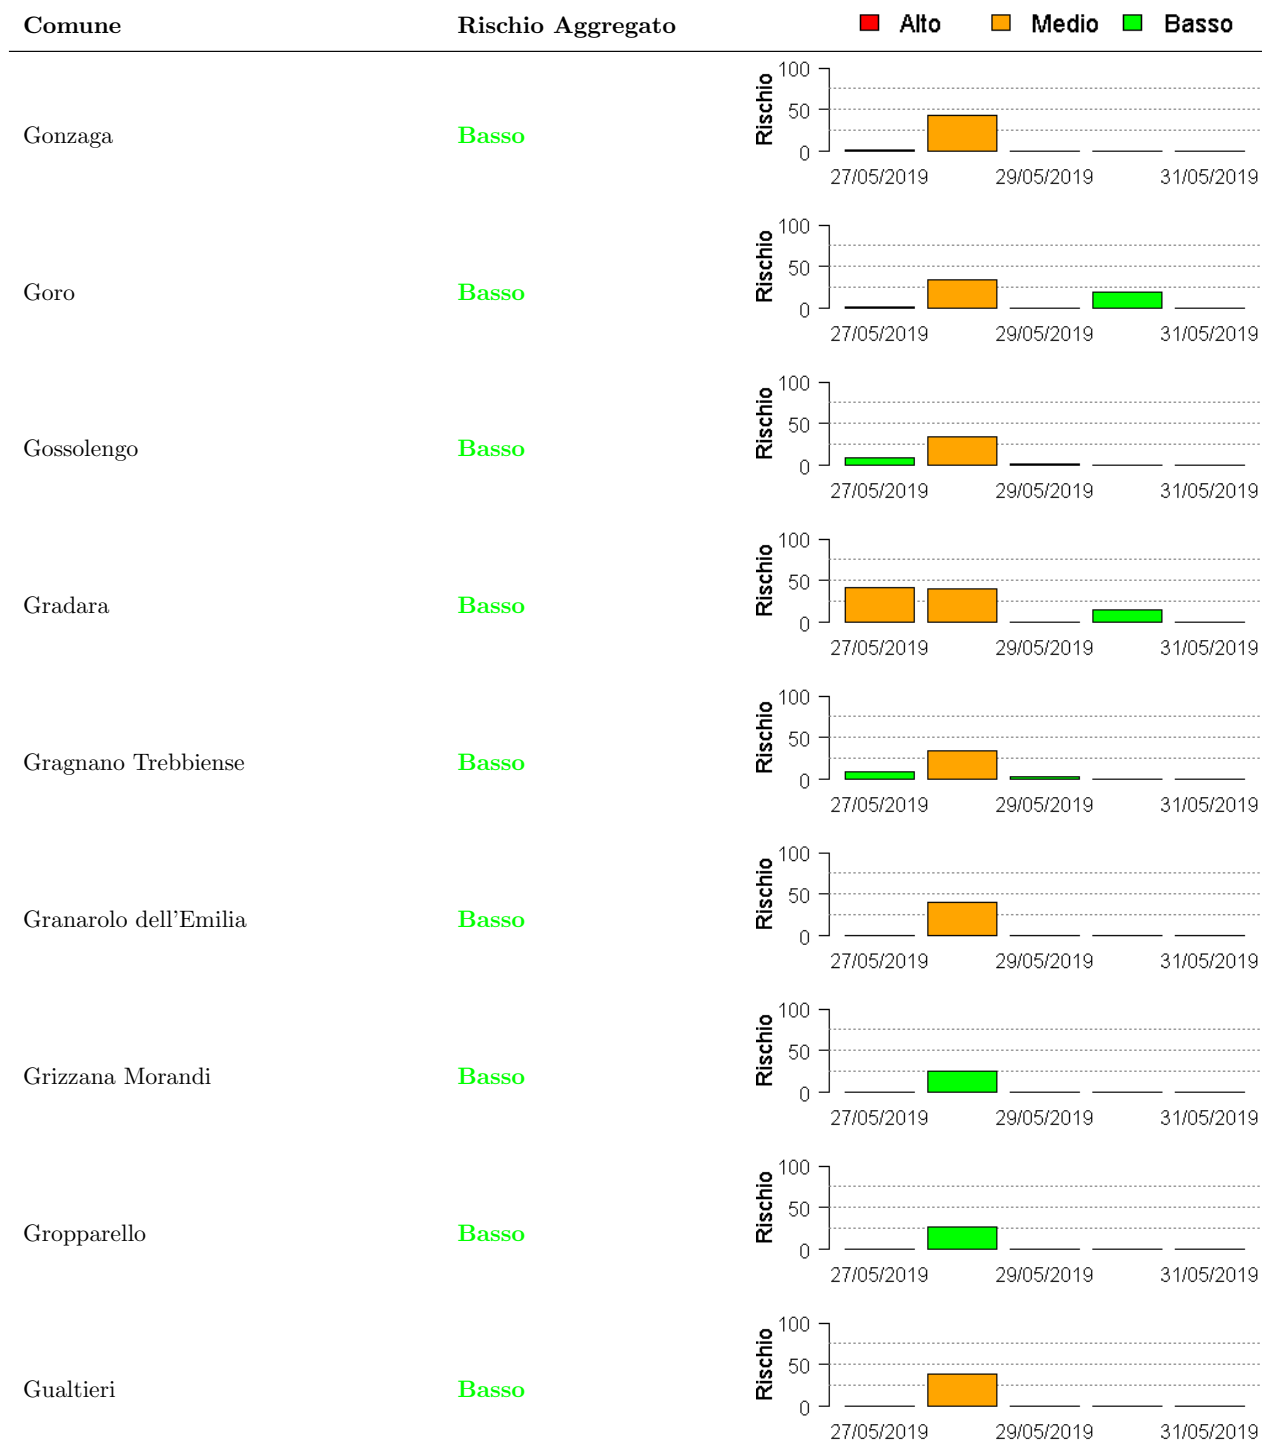 Comune Rischio Aggregato Alto Medio Basso
Gonzaga Basso Rischio 100 50 0
27/05/2019 29/05/2019 31/05/2019
Goro Basso Rischio 100 50 0
27/05/2019 29/05/2019 31/05/2019
Gossolengo Basso Rischio 100 50 0
27/05/2019 29/05/2019 31/05/2019
Gradara Basso Rischio 100 50 0
27/05/2019 29/05/2019 31/05/2019
Gragnano Trebbiense Basso Rischio 100 50 0
27/05/2019 29/05/2019 31/05/2019
Granarolo dell'Emilia Basso Rischio 100 50 0
27/05/2019 29/05/2019 31/05/2019
Grizzana Morandi Basso Rischio 100 50 0
27/05/2019 29/05/2019 31/05/2019
Gropparello Basso Rischio 100 50 0
27/05/2019 29/05/2019 31/05/2019
Gualtieri Basso Rischio 100 50 0
27/05/2019 29/05/2019 31/05/2019